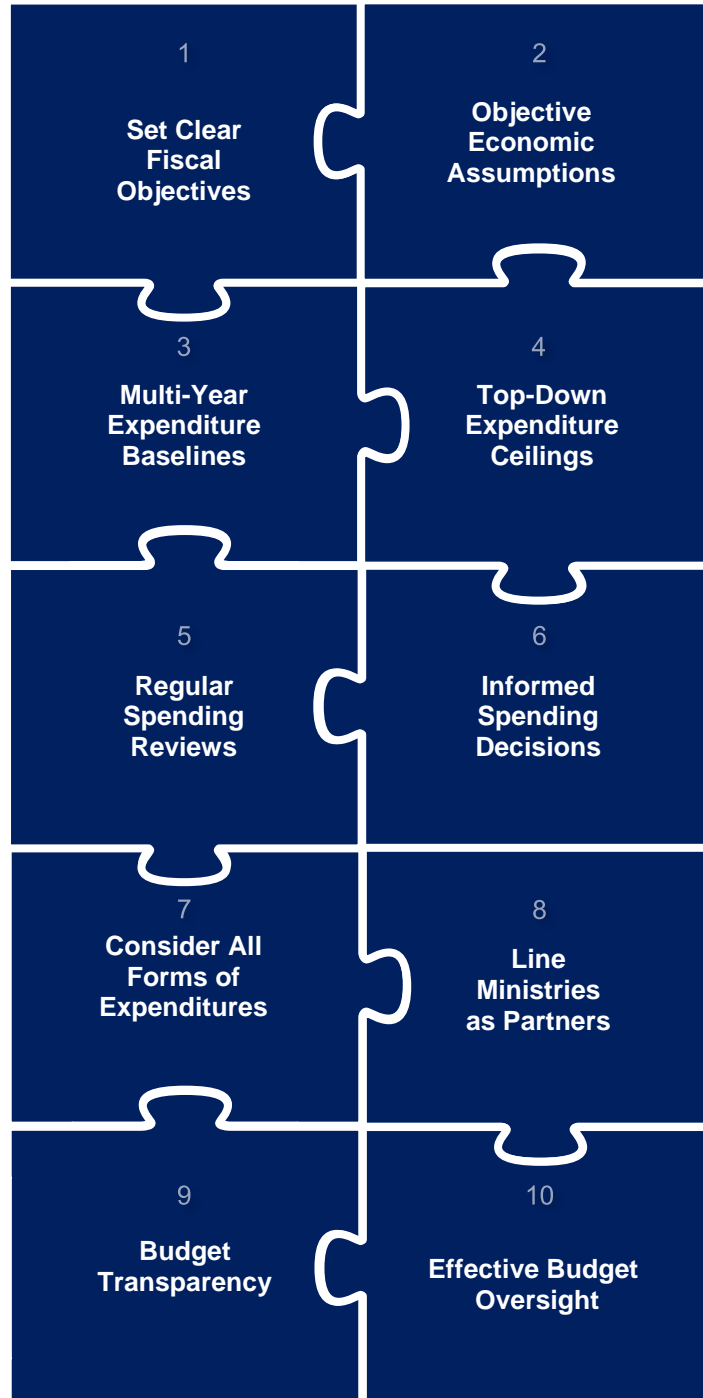 1
Set Clear
Fiscal
Objectives
2
Objective
Economic
Assumptions
3
Multi-Year
Expenditure
Baselines
4
Top-Down
Expenditure
Ceilings
5
Regular
Spending
Reviews
6
Informed
Spending
Decisions
7
Consider All
Forms of
Expenditures
8
Line
Ministries
as Partners
9
Budget
Transparency
10
Effective Budget
Oversight